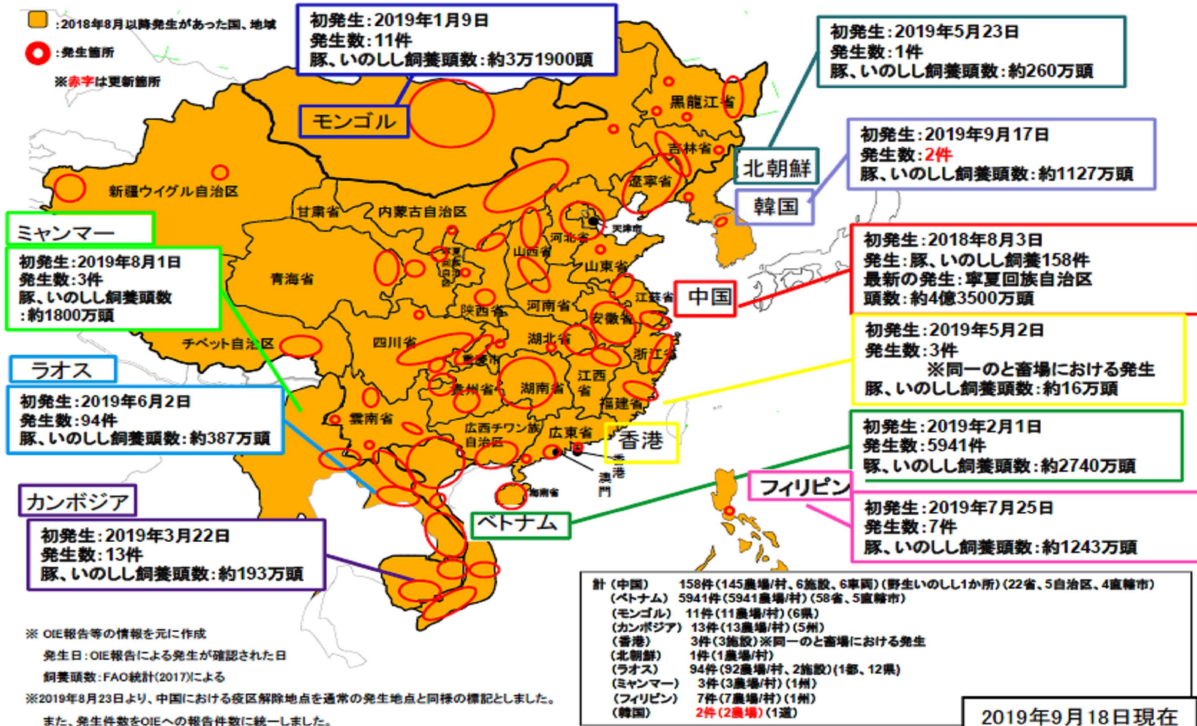 :2018年8月以降発生があった国、地域
:発生箇所
※赤字は更新箇所
初発生:2019年1月9日
発生数:11件
豚、いのしし飼養頭数:約3万1900頭
モンゴル
初発生:2019年5月23日
発生数:1件
豚、いのしし飼養頭数:約260万頭
北朝鮮
初発生:2019年9月17日
発生数:2件
豚、いのしし飼養頭数:約1127万頭
韓国
初発生:2018年8月3日
発生:豚、いのしし飼養158件
最新の発生:寧夏回族自治区
頭数:約4億3500万頭
中国
初発生:2019年5月2日
発生数:3件
※同一のと畜場における発生
豚、いのしし飼養頭数:約16万頭
香港
初発生:2019年2月1日
発生数:5941件
豚、いのしし飼養頭数:約2740万頭
ベトナム
フィリピン
初発生:2019年7月25日
発生数:7件
豚、いのしし飼養頭数:約1243万頭
ミャンマー
初発生:2019年8月1日
発生数:3件
豚、いのしし飼養頭数
:約1800万頭
ラオス
初発生:2019年6月2日
発生数:94件
豚、いのしし飼養頭数:約387万頭
カンボジア
初発生:2019年3月22日
発生数:13件
豚、いのしし飼養頭数:約193万頭
黒龍江省
吉林省
遼寧省
新疆ウイグル自治区
甘粛省
内蒙古自治区
河北省
天津市
山西省
山東省
青海省
陝西省
河南省
江蘇省
安徽省
チベット自治区
四川省
重慶市
湖北省
浙江省
貴州省
湖南省
江西
省
福建省
雲南省
広西チワン族
自治区
広東省
香港
澳門
海南省
計 (中国) 158件(145農場/村、6施設、6車両)(野生いのしし1か所)(22省、5自治区、4直轄市)
(ベトナム) 5941件(5941農場/村)(58省、5直轄市)
(モンゴル) 11件(11農場/村)(6県)
(カンボジア) 13件(13農場/村)(5州)
(香港) 3件(3施設)※同一のと畜場における発生
(北朝鮮) 1件(1農場/村)
(ラオス) 94件(92農場/村、2施設)(1都、12県)
(ミャンマー) 3件(3農場/村)(1州)
(フィリピン) 7件(7農場/村)(1州)
(韓国) 2件(2農場)(1道)
※ OIE報告等の情報を元に作成
発生日:OIE報告による発生が確認された日
飼養頭数:FAO統計(2017)による
※2019年8月23日より、中国における疫区解除地点を通常の発生地点と同様の標記としました。
また、発生件数をOIEへの報告件数に統一しました。
2019年9月18日現在